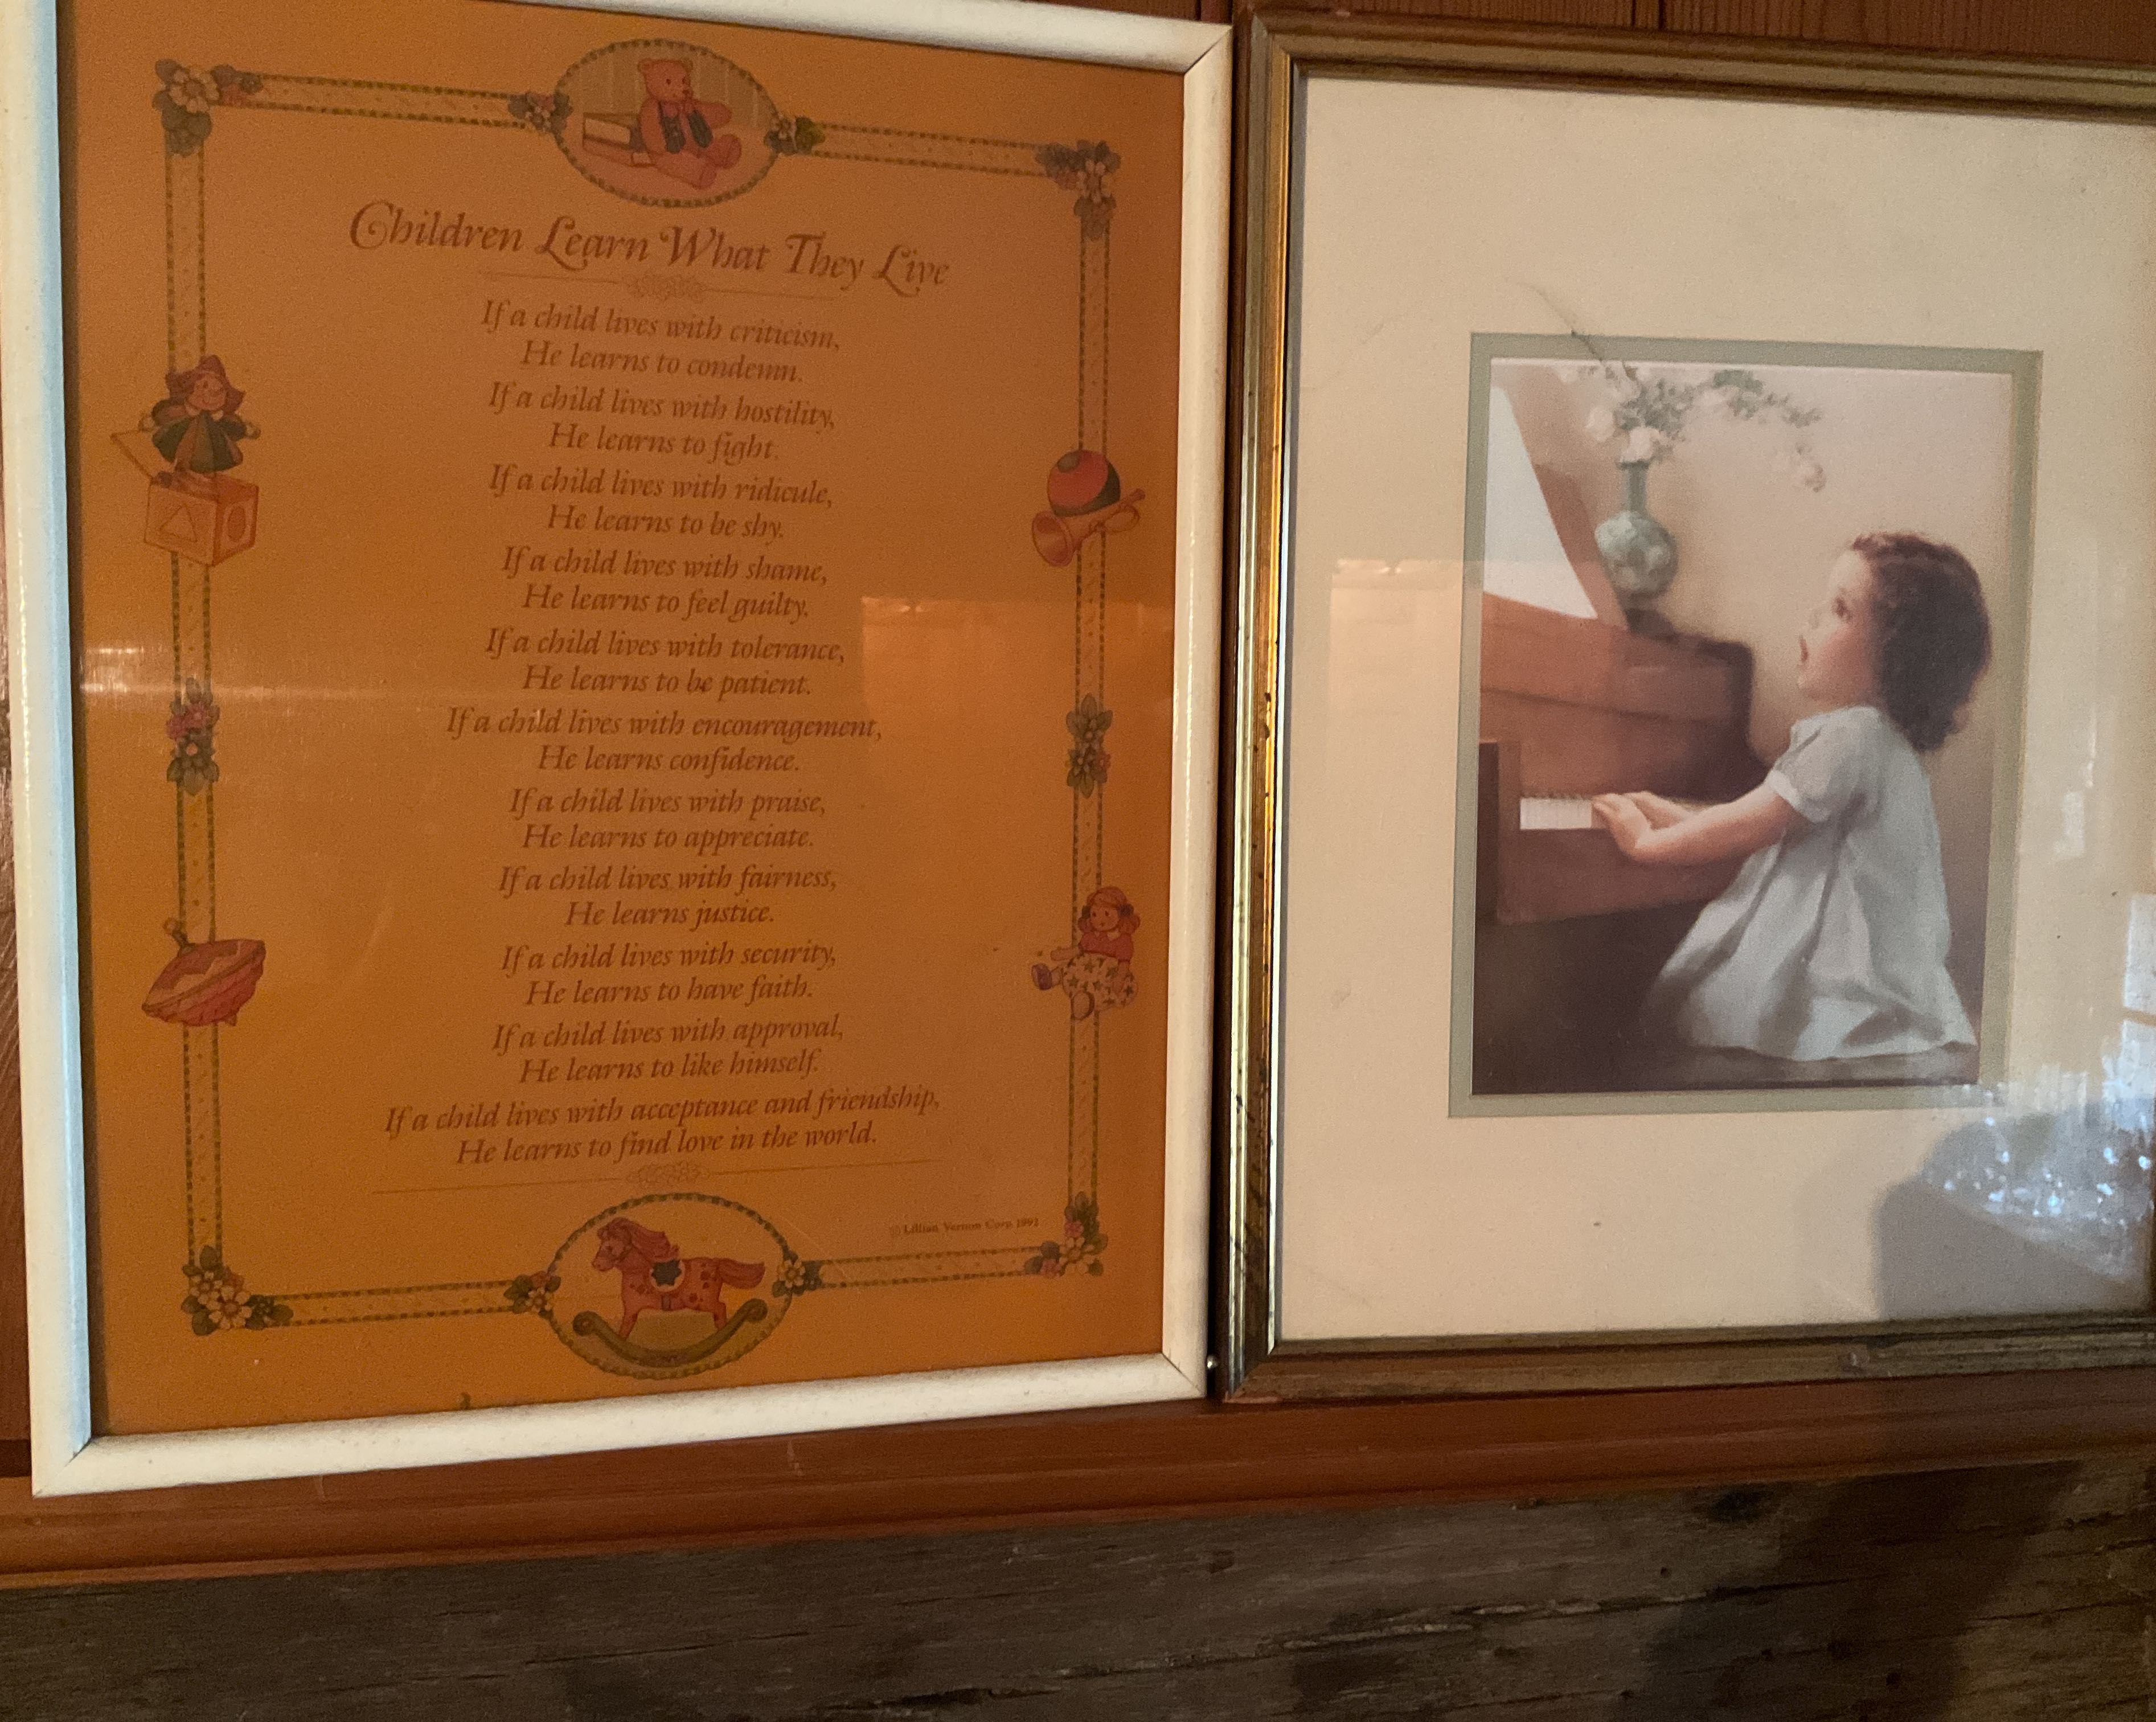 Children Learn What They Live
If a child lives with criticism,
He learns to condemn.
If a child lives with hostility,
He learns to fight.
If a child lives with ridicule,
He learns to be shy.
If a child lives with shame,
He learns to feel guilty.
If a child lives with tolerance,
He learns to be patient.
If a child lives with encouragement,
He learns confidence.
If a child lives with praise,
He learns to appreciate.
If a child lives with fairness,
He learns justice.
If a child lives with security,
He learns to have faith.
If a child lives with approval,
He learns to like himself.
If a child lives with acceptance and friendship,
He learns to find love in the world.
© Lillian Vernon Corp. 1991